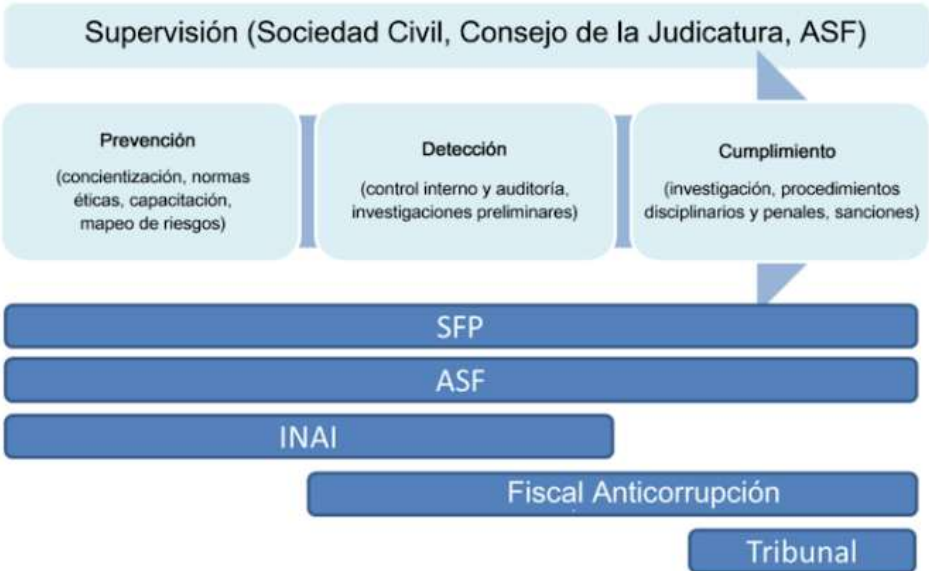 Supervisión (Sociedad Civil, Consejo de la Judicatura, ASF)
Prevención
(concientización, normas
éticas, capacitación,
mapeo de riesgos)
Detección
(control interno y auditoría,
investigaciones preliminares)
Cumplimiento
(investigación, procedimientos
disciplinarios y penales, sanciones)
SFP
ASF
INAI
Fiscal Anticorrupción
Tribunal